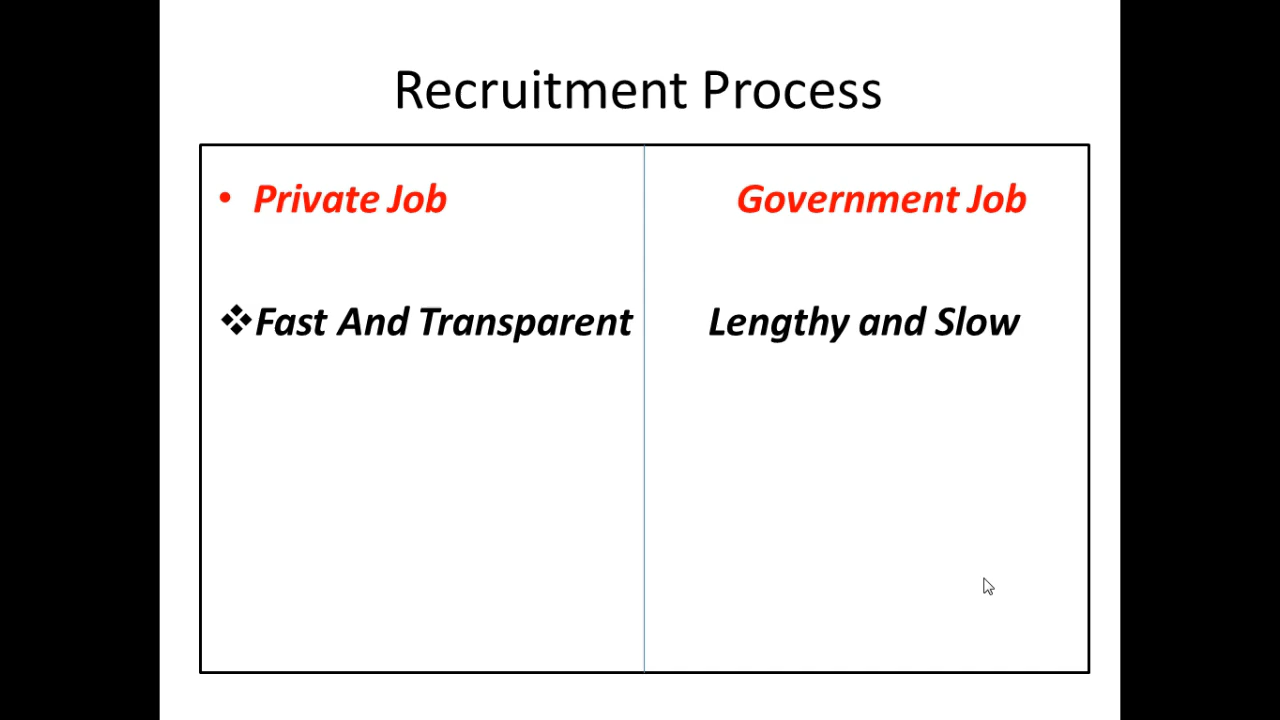 Recruitment Process
• Private Job
Government Job
❖Fast And Transparent
Lengthy and Slow